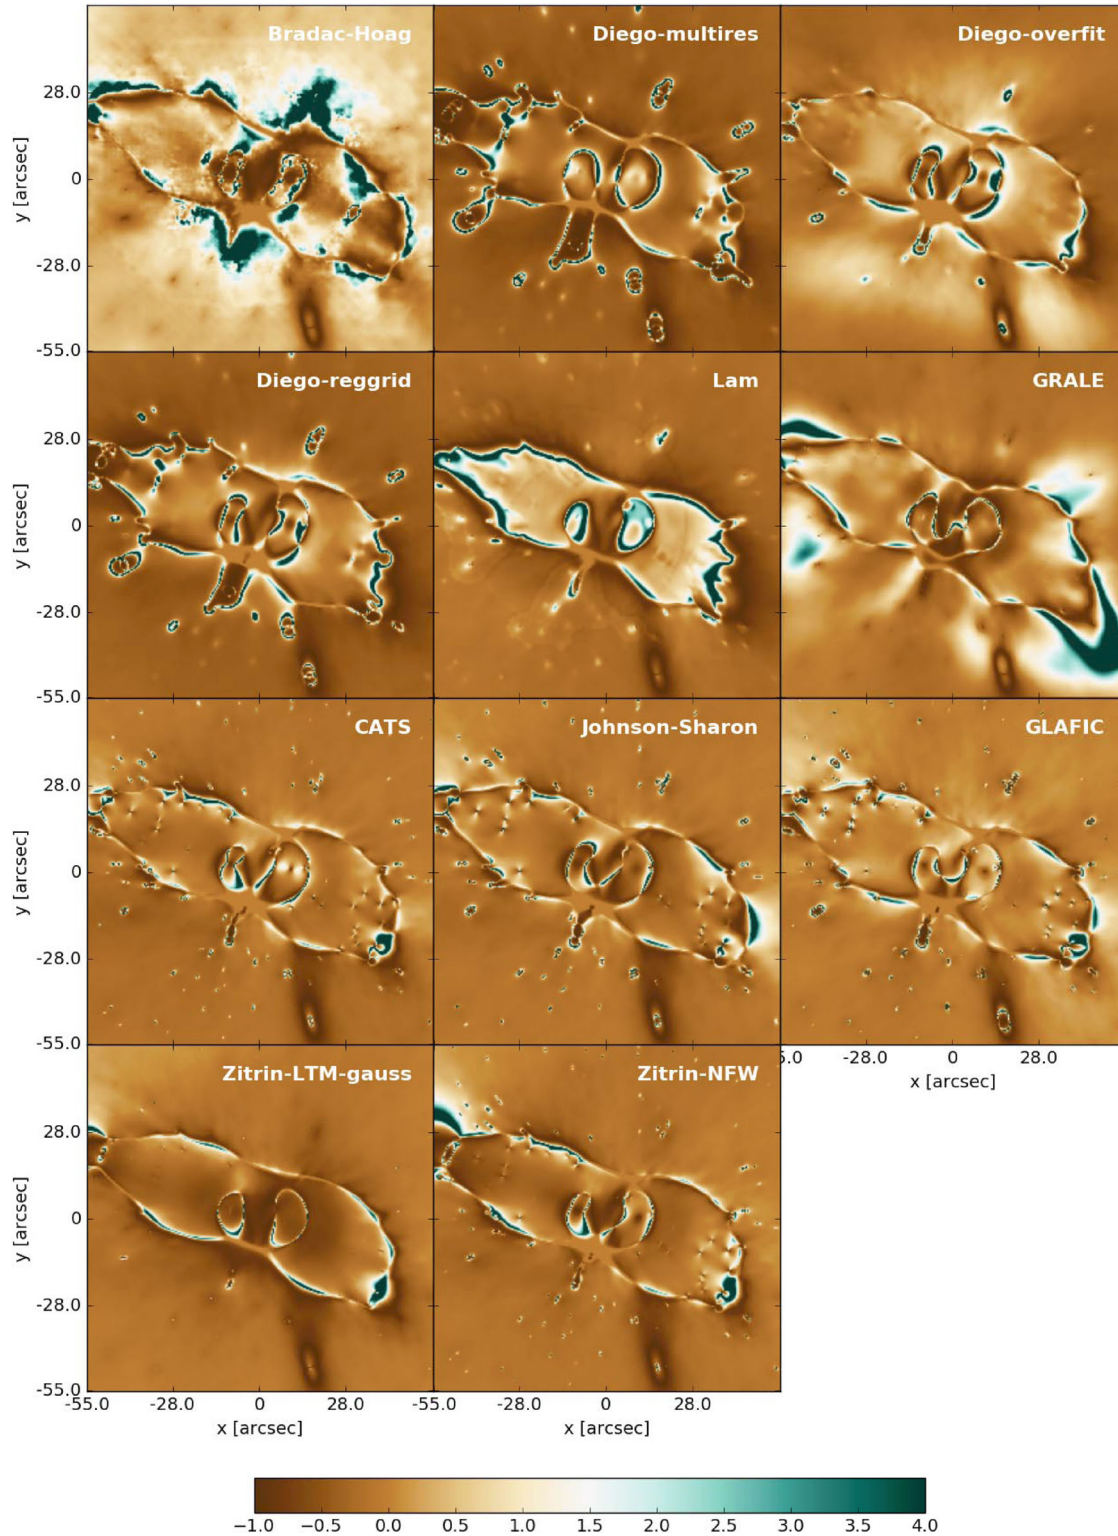 Bradac-Hoag
Diego-multires
Diego-overfit
28.0
0
-28.0
-55.0
y [arcsec]
Diego-reggrid
Lam
GRALE
28.0
0
-28.0
-55.0
y [arcsec]
CATS
Johnson-Sharon
GLAFIC
28.0
0
-28.0
-55.0
y [arcsec]
5.0 -28.0 0 28.0
x [arcsec]
Zitrin-LTM-gauss
Zitrin-NFW
28.0
0
-28.0
-55.0
y [arcsec]
-55.0 -28.0 0 28.0 -55.0 -28.0 0 28.0
x [arcsec] x [arcsec]
−1.0 −0.5 0.0 0.5 1.0 1.5 2.0 2.5 3.0 3.5 4.0